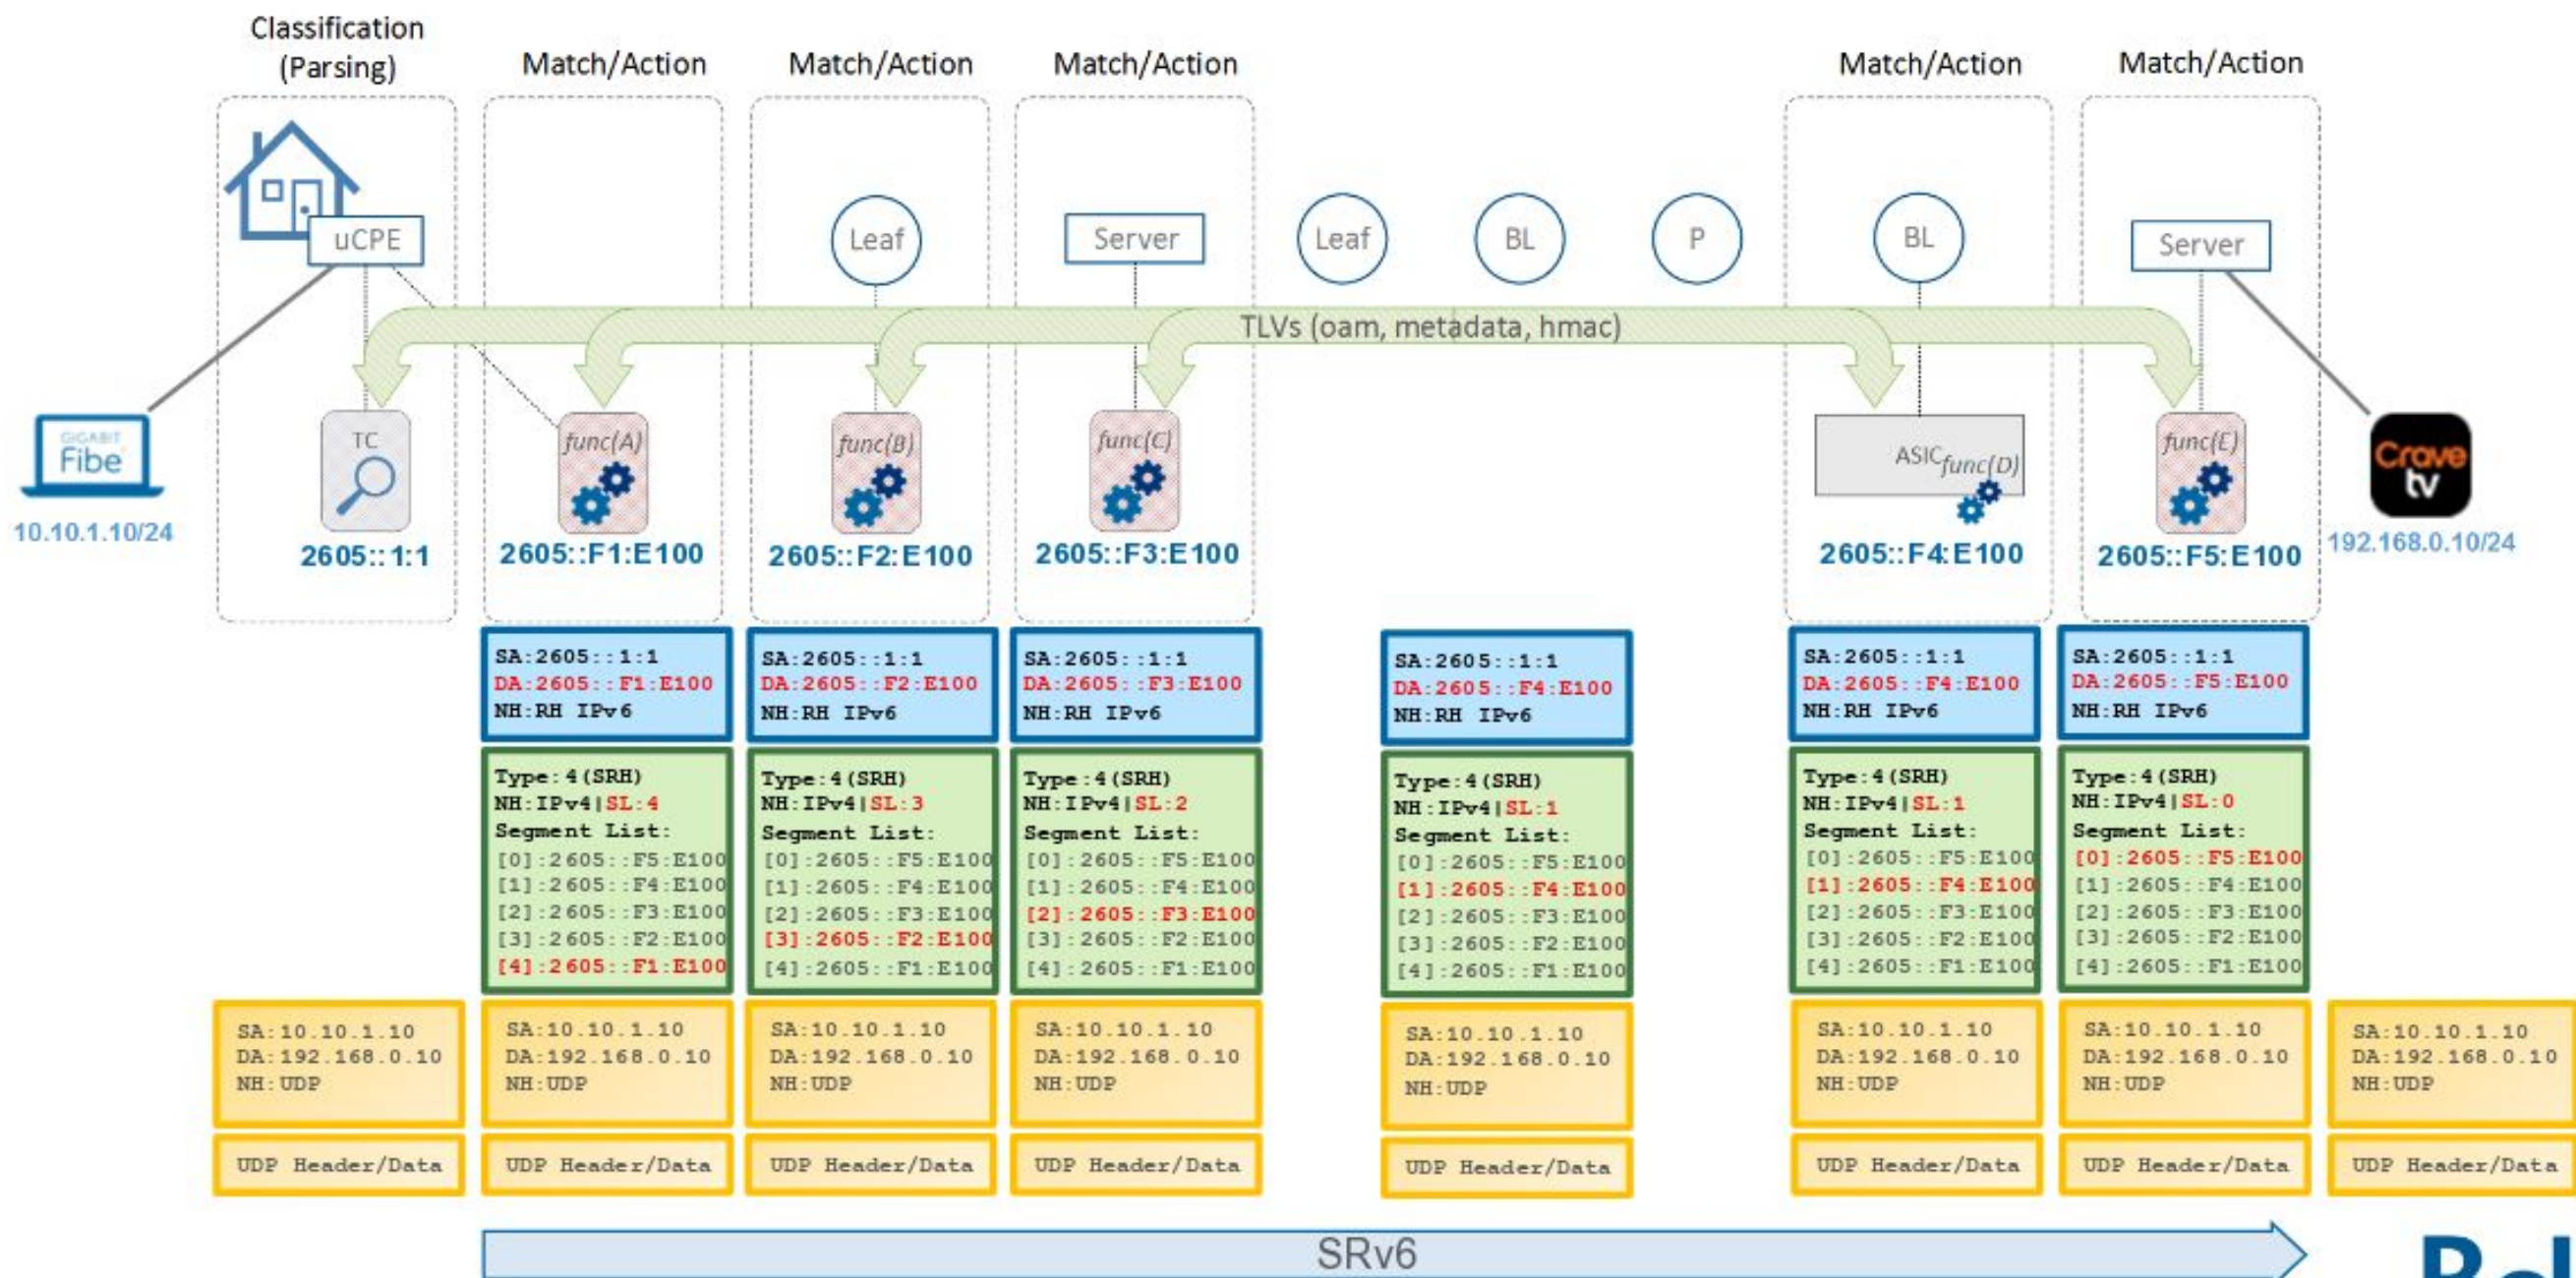 Classification
(Parsing)
Match/Action
Match/Action
Match/Action
Match/Action
Match/Action
uCPE
Leaf
Server
Leaf
BL
P
BL
Server
TLVs (oam, metadata, hmac)
GIGABIT
Fibe
10.10.1.10/24
TC
2605::1:1
func(A)
2605::F1:E100
func(B)
2605::F2:E100
func(C)
2605::F3:E100
ASIC func(D)
2605::F4:E100
func(E)
2605::F5:E100
Crave
tv
192.168.0.10/24
SA:10.10.1.10
DA:192.168.0.10
NH:UDP
UDP Header/Data
SA:2605::1:1
DA:2605::F1:E100
NH:RH IPv6
Type:4(SRH)
NH:IPv4|SL:4
Segment List:
[0]:2605::F5:E100
[1]:2605::F4:E100
[2]:2605::F3:E100
[3]:2605::F2:E100
[4]:2605::F1:E100
SA:10.10.1.10
DA:192.168.0.10
NH:UDP
UDP Header/Data
SA:2605::1:1
DA:2605::F2:E100
NH:RH IPv6
Type:4(SRH)
NH:IPv4|SL:3
Segment List:
[0]:2605::F5:E100
[1]:2605::F4:E100
[2]:2605::F3:E100
[3]:2605::F2:E100
[4]:2605::F1:E100
SA:10.10.1.10
DA:192.168.0.10
NH:UDP
UDP Header/Data
SA:2605::1:1
DA:2605::F3:E100
NH:RH IPv6
Type:4(SRH)
NH:IPv4|SL:2
Segment List:
[0]:2605::F5:E100
[1]:2605::F4:E100
[2]:2605::F3:E100
[3]:2605::F2:E100
[4]:2605::F1:E100
SA:10.10.1.10
DA:192.168.0.10
NH:UDP
UDP Header/Data
SA:2605::1:1
DA:2605::F4:E100
NH:RH IPv6
Type:4(SRH)
NH:IPv4|SL:1
Segment List:
[0]:2605::F5:E100
[1]:2605::F4:E100
[2]:2605::F3:E100
[3]:2605::F2:E100
[4]:2605::F1:E100
SA:10.10.1.10
DA:192.168.0.10
NH:UDP
UDP Header/Data
SA:2605::1:1
DA:2605::F4:E100
NH:RH IPv6
Type:4(SRH)
NH:IPv4|SL:1
Segment List:
[0]:2605::F5:E100
[1]:2605::F4:E100
[2]:2605::F3:E100
[3]:2605::F2:E100
[4]:2605::F1:E100
SA:10.10.1.10
DA:192.168.0.10
NH:UDP
UDP Header/Data
SA:2605::1:1
DA:2605::F5:E100
NH:RH IPv6
Type:4(SRH)
NH:IPv4|SL:0
Segment List:
[0]:2605::F5:E100
[1]:2605::F4:E100
[2]:2605::F3:E100
[3]:2605::F2:E100
[4]:2605::F1:E100
SA:10.10.1.10
DA:192.168.0.10
NH:UDP
UDP Header/Data
SA:10.10.1.10
DA:192.168.0.10
NH:UDP
UDP Header/Data
SRv6